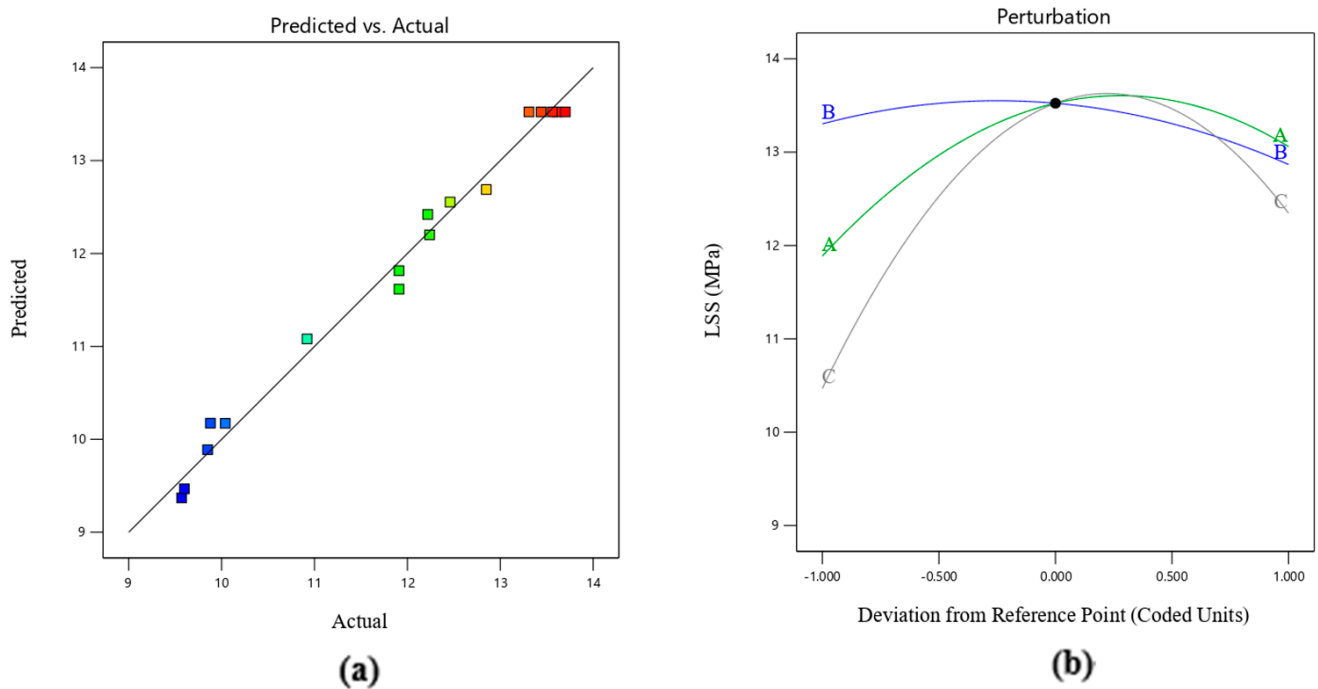 Predicted vs. Actual
14
13
12
11
10
9
Predicted
9 10 11 12 13 14
Actual
(a)
Perturbation
14
13
12
11
10
9
LSS (MPa)
B
A
C
A
B
C
-1.000 -0.500 0.000 0.500 1.000
Deviation from Reference Point (Coded Units)
(b)